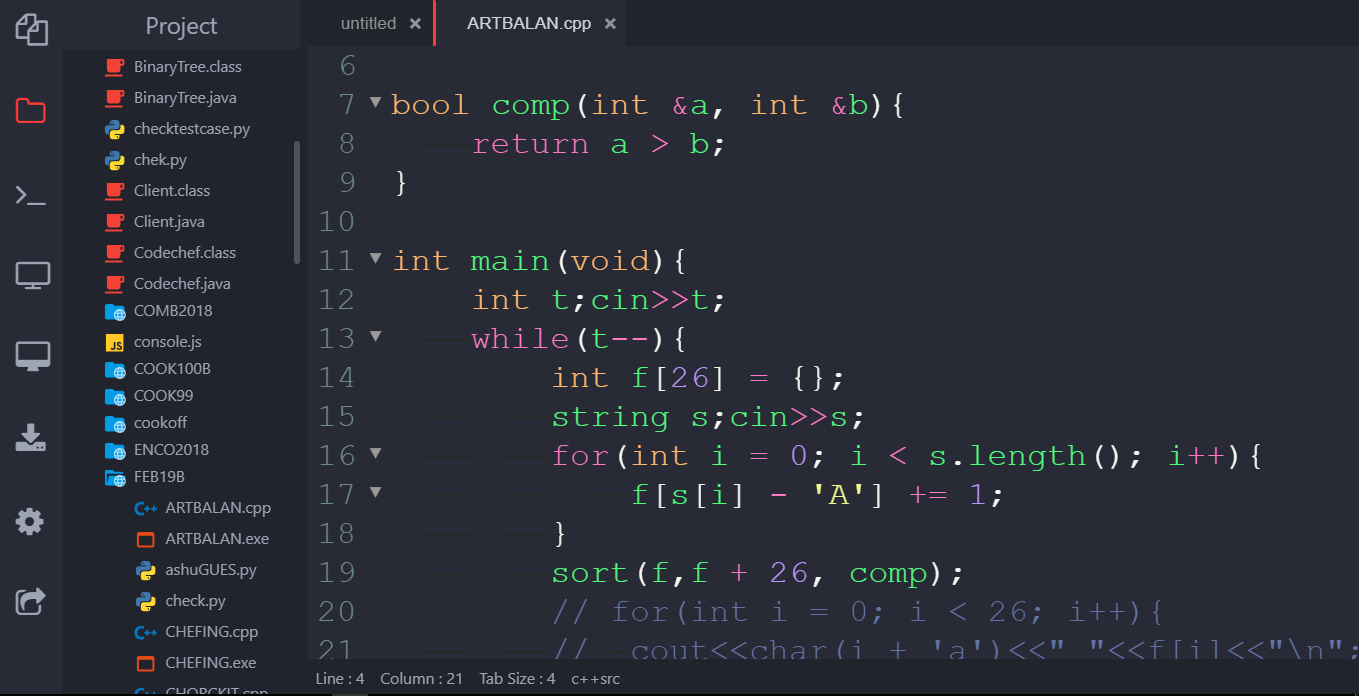 Project
untitled ×
ARTBALAN.cpp ×
BinaryTree.class
BinaryTree.java
checktestcase.py
chek.py
Client.class
Client.java
Codechef.class
Codechef.java
COMB2018
JS console.js
COOK100B
COOK99
cookoff
ENCO2018
FEB19B
C++ ARTBALAN.cpp
ARTBALAN.exe
ashuGUES.py
check.py
C++ CHEFING.cpp
CHEFING.exe
6
7 bool comp(int &a, int &b){
8 return a > b;
9 }
10
11 int main(void){
12 int t;cin>>t;
13 while(t--){
14 int f[26] = {};
15 string s;cin>>s;
16 for(int i = 0; i < s.length(); i++){
17 f[s[i] - 'A'] += 1;
18 }
19 sort(f,f + 26, comp);
20 // for(int i = 0; i < 26; i++){
21 // cout<<char(i + 'a')<<" "<<f[i]<<"\n";
Line : 4 Column : 21 Tab Size : 4 c++src